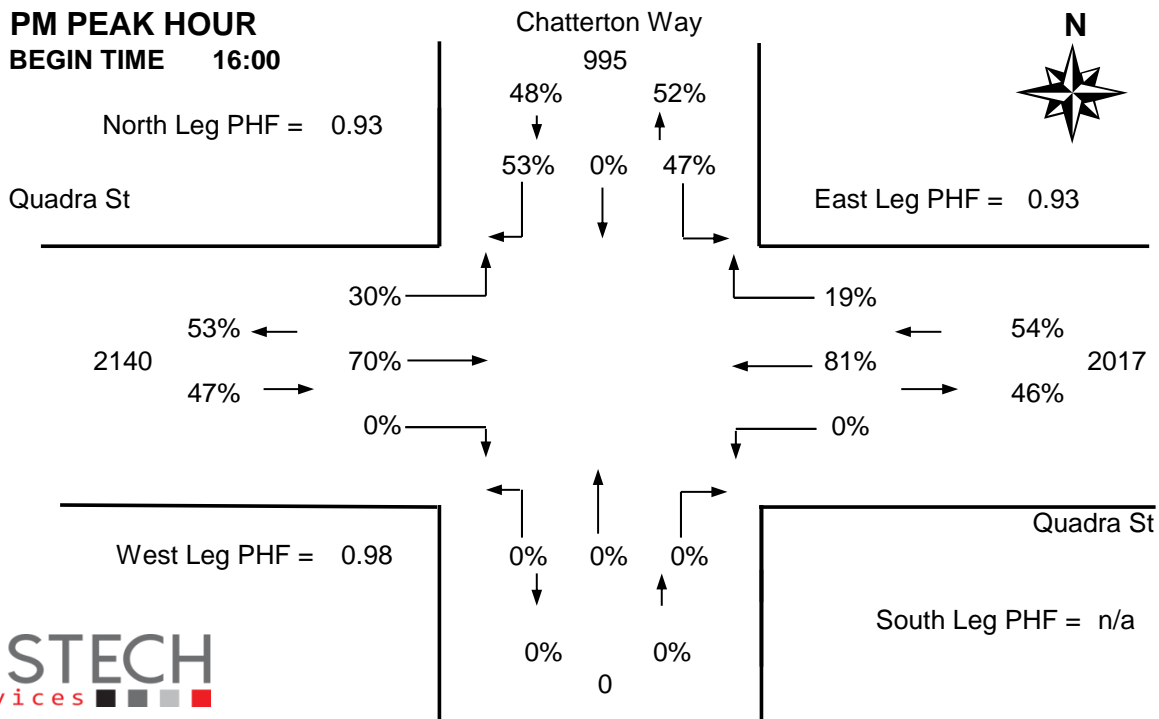 PM PEAK HOUR
Chatterton Way
N
BEGIN TIME 16:00
995
48% 52%
North Leg PHF = 0.93
53% 0% 47%
Quadra St
East Leg PHF = 0.93
30% 19%
53% 54%
2140 70% 81% 2017
47% 46%
0% 0%
Quadra St
West Leg PHF = 0.98
0% 0% 0%
South Leg PHF = n/a
0% 0%
0
STECH
vices